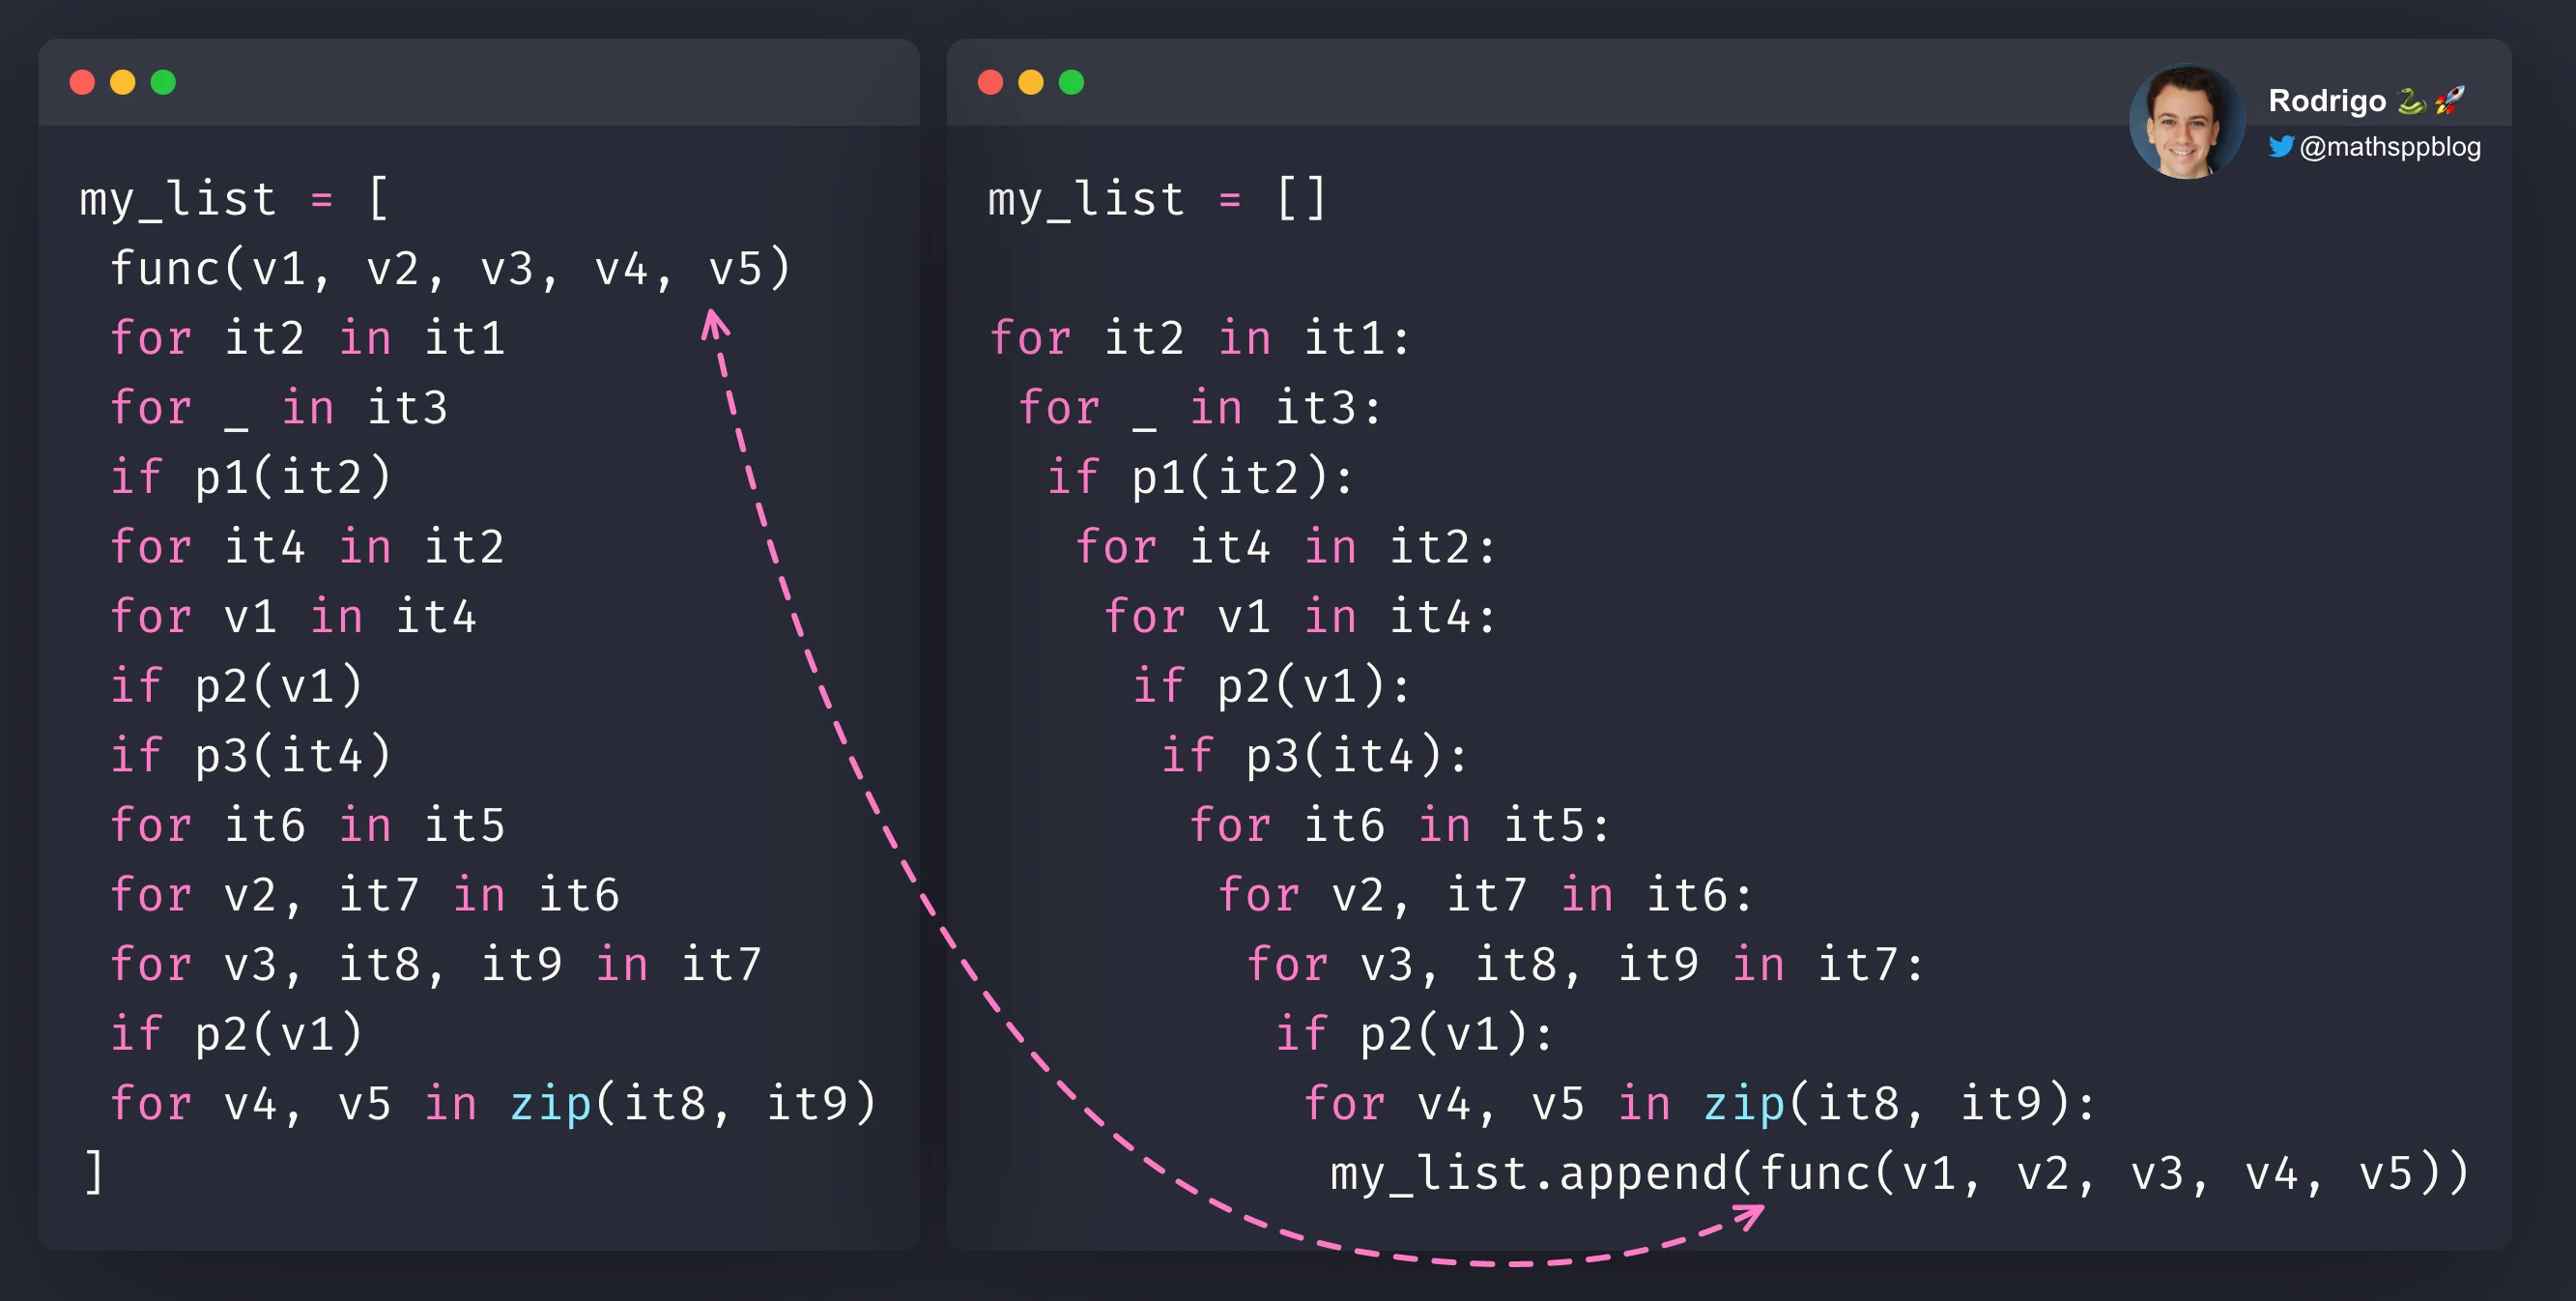 my_list = [
 func(v1, v2, v3, v4, v5)
 for it2 in it1
 for _ in it3
 if p1(it2)
 for it4 in it2
 for v1 in it4
 if p2(v1)
 if p3(it4)
 for it6 in it5
 for v2, it7 in it6
 for v3, it8, it9 in it7
 if p2(v1)
 for v4, v5 in zip(it8, it9)
]
Rodrigo 🐍🚀
@mathsppblog
my_list = []
for it2 in it1:
 for _ in it3:
  if p1(it2):
   for it4 in it2:
    for v1 in it4:
     if p2(v1):
      if p3(it4):
       for it6 in it5:
        for v2, it7 in it6:
         for v3, it8, it9 in it7:
          if p2(v1):
           for v4, v5 in zip(it8, it9):
            my_list.append(func(v1, v2, v3, v4, v5))